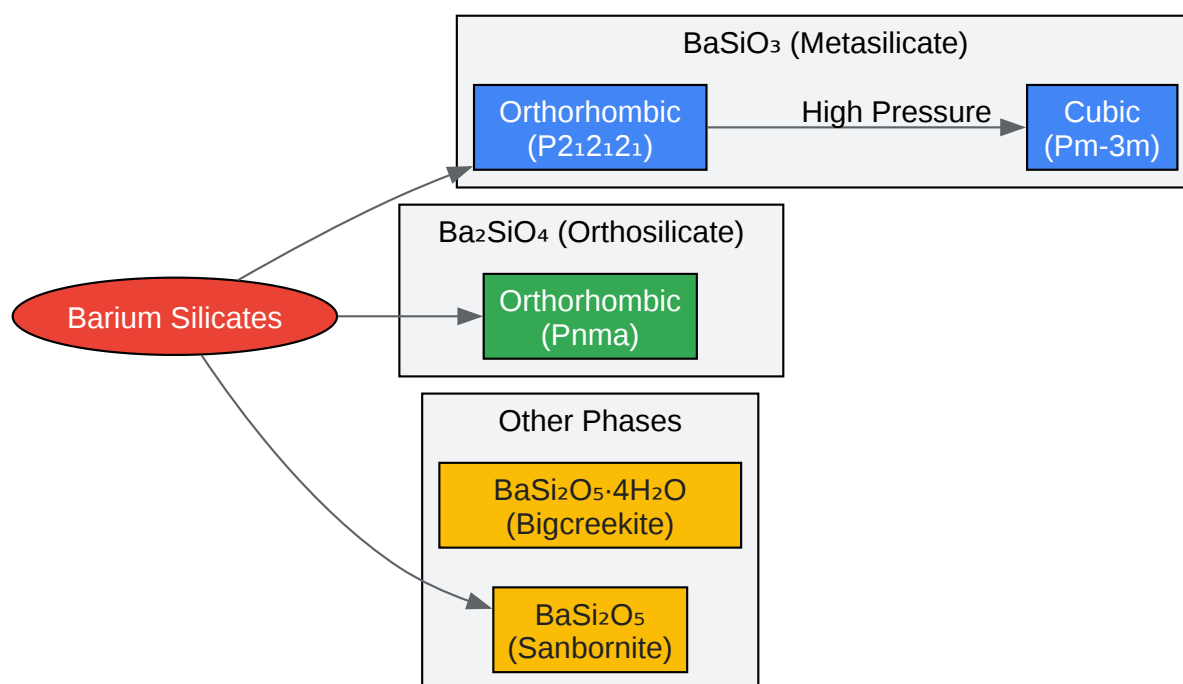 BaSiO₃ (Metasilicate)
Orthorhombic
(P2₁2₁2₁)
High Pressure
Cubic
(Pm-3m)
Ba₂SiO₄ (Orthosilicate)
Orthorhombic
(Pnma)
Barium Silicates
Other Phases
BaSi₂O₅·4H₂O
(Bigcreekite)
BaSi₂O₅
(Sanbornite)